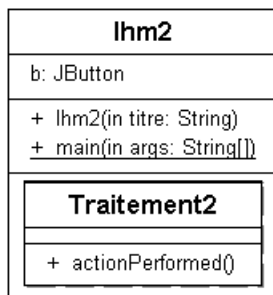 Ihm2
b: JButton
+ Ihm2(in titre: String)
+ main(in args: String[])
Traitement2
+ actionPerformed()